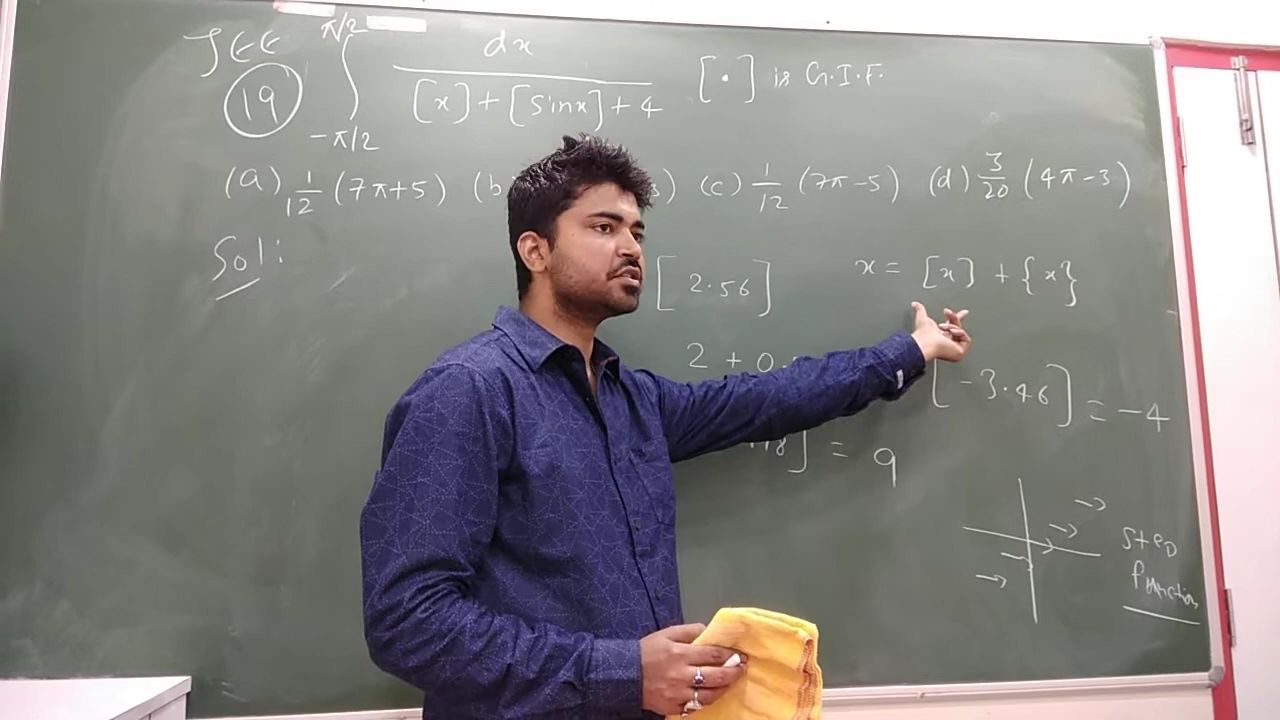 JEE
19
π/2
∫ dx / ([x]+[sinx]+4)
-π/2
[•] is G.I.F.
(a) 1/12 (7π+5) (b 3) (c) 1/12 (7π-5) (d) 3/20 (4π-3)
Sol:
[2.56]
x = [x] + {x}
2 + 0.
[-3.46] = -4
] = 9
Step
function